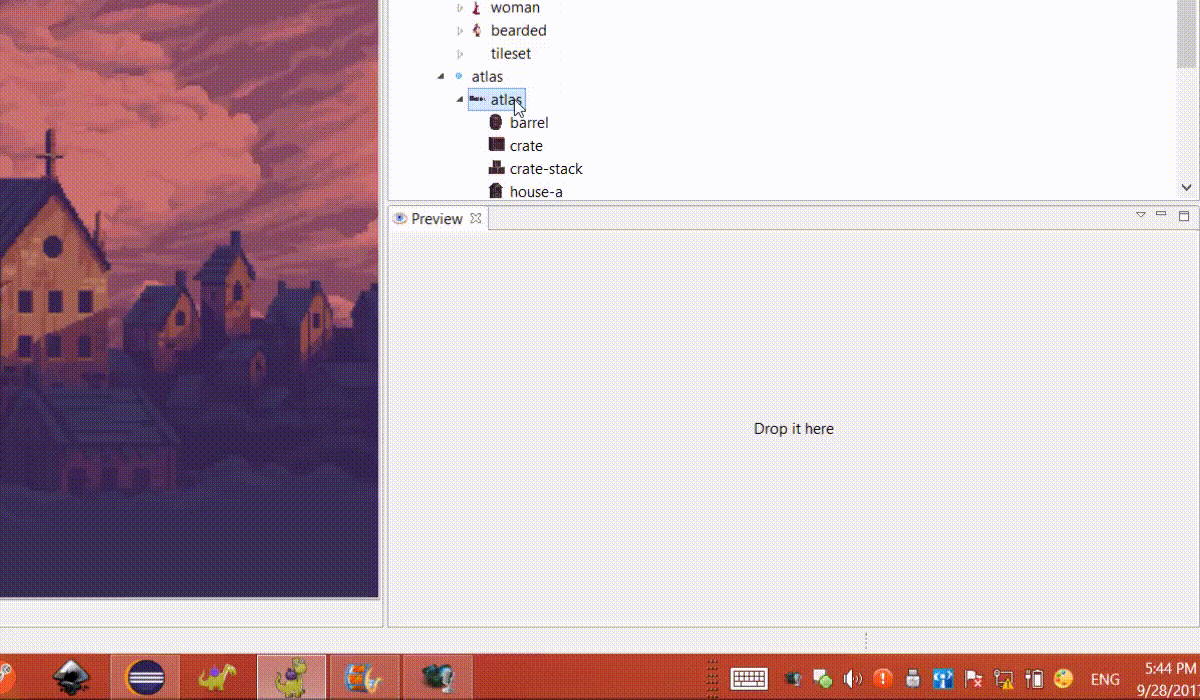 woman
bearded
tileset
atlas
atlas
barrel
crate
crate-stack
house-a
Preview
Drop it here
ENG
5:44 PM
9/28/201